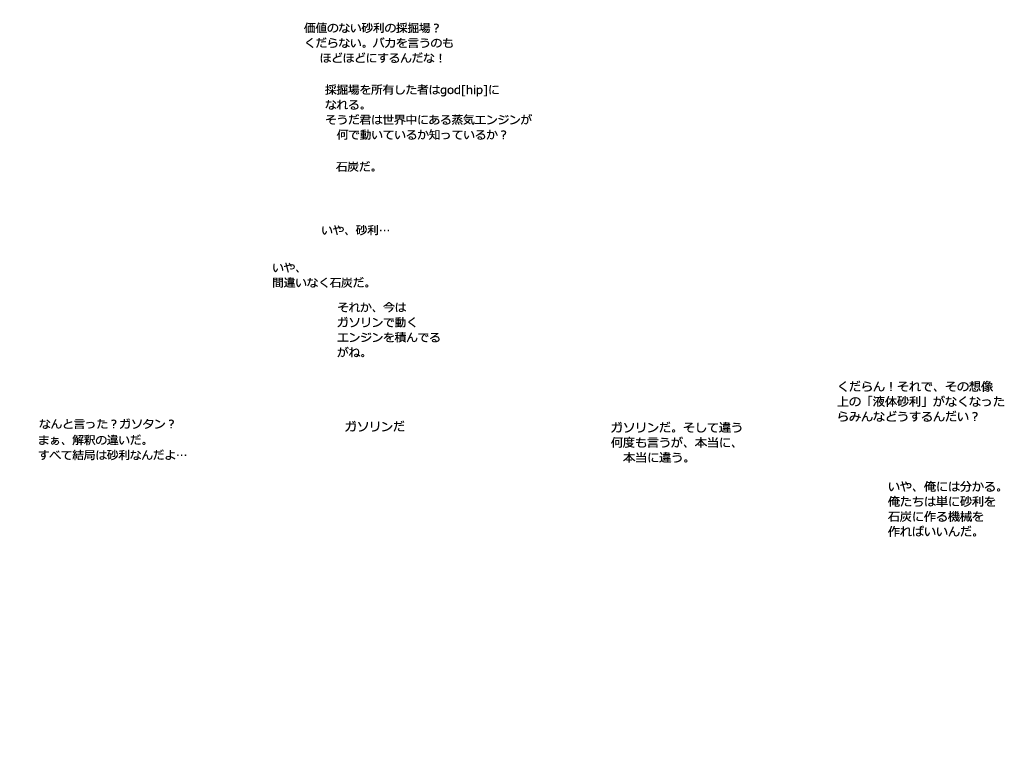 価値のない砂利の採掘場？
くだらない。バカを言うのも
ほどほどにするんだな！
採掘場を所有した者はgod[hip]に
なれる。
そうだ君は世界中にある蒸気エンジンが
何で動いているか知っているか？
石炭だ。
いや、砂利…
いや、
間違いなく石炭だ。
それか、今は
ガソリンで動く
エンジンを積んでる
がね。
なんと言った？ガソタン？
まぁ、解釈の違いだ。
すべて結局は砂利なんだよ…
ガソリンだ
ガソリンだ。そして違う
何度も言うが、本当に、
本当に違う。
くだらん！それで、その想像
上の「液体砂利」がなくなった
らみんなどうするんだい？
いや、俺には分かる。
俺たちは単に砂利を
石炭に作る機械を
作ればいいんだ。